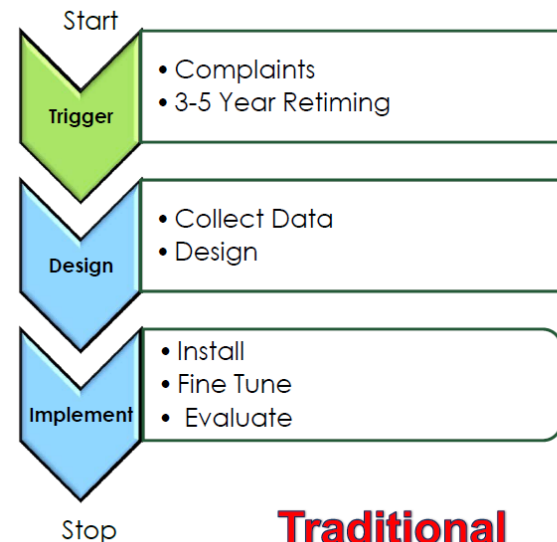 Start
Trigger
• Complaints
• 3-5 Year Retiming
Design
• Collect Data
• Design
Implement
• Install
• Fine Tune
• Evaluate
Stop
Traditional